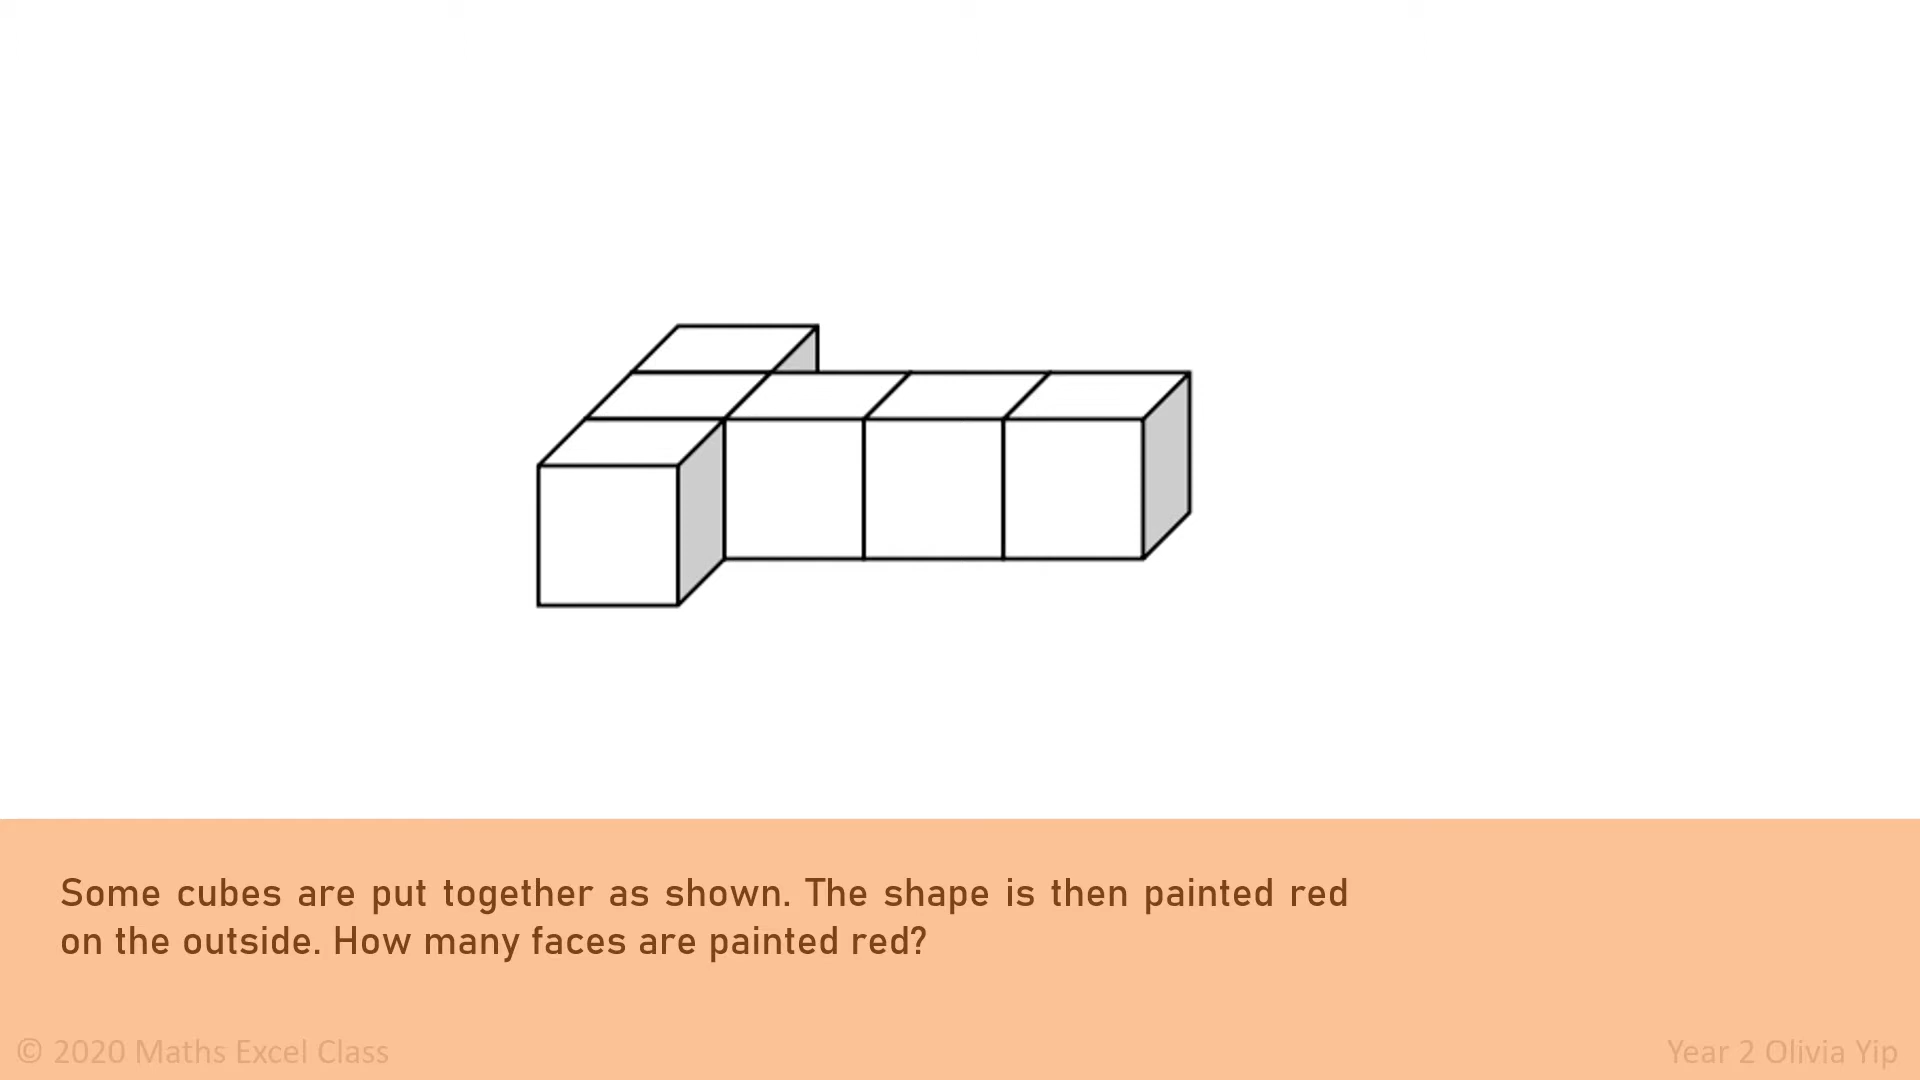 Some cubes are put together as shown. The shape is then painted red
on the outside. How many faces are painted red?
© 2020 Maths Excel Class
Year 2 Olivia Yip